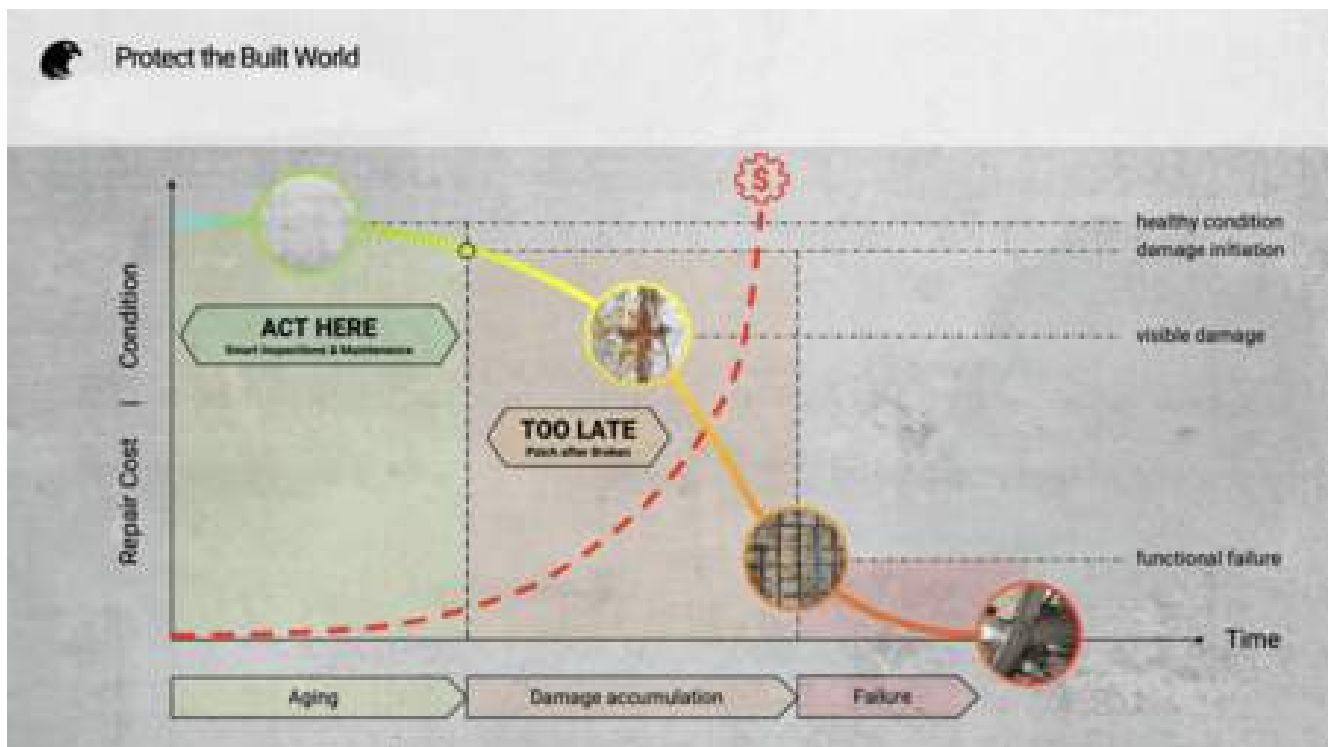 Protect the Built World
$
healthy condition
damage initiation
Condition
ACT HERE
Smart Inspections & Maintenance
visible damage
|
TOO LATE
Patch after Broken
Repair Cost
functional failure
Time
Aging
Damage accumulation
Failure